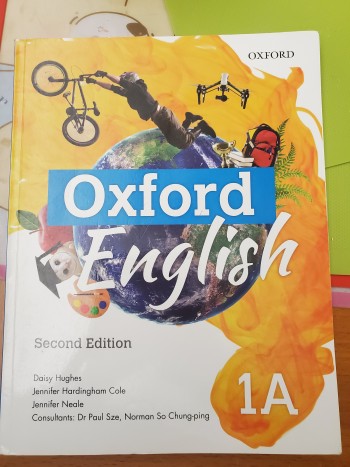 OXFORD
Oxford
English
Second Edition
Daisy Hughes
Jennifer Hardingham Cole
Jennifer Neale
Consultants: Dr Paul Sze, Norman So Chung-ping
1A